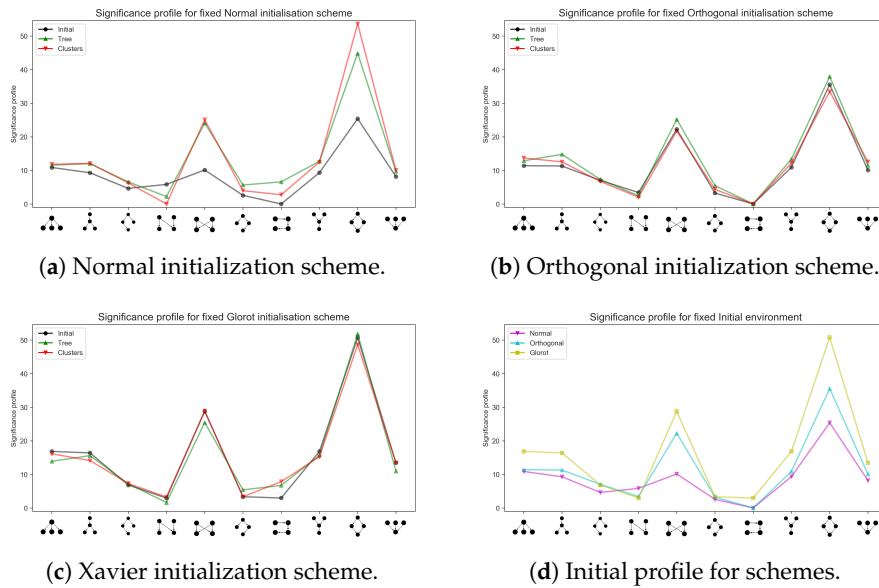 Significance profile for fixed Normal initialisation scheme
Initial
Tree
Clusters
50
40
30
20
10
0
Significance profile
(a) Normal initialization scheme.
Significance profile for fixed Orthogonal initialisation scheme
Initial
Tree
Clusters
50
40
30
20
10
0
Significance profile
(b) Orthogonal initialization scheme.
Significance profile for fixed Glorot initialisation scheme
Initial
Tree
Clusters
50
40
30
20
10
0
Significance profile
(c) Xavier initialization scheme.
Significance profile for fixed Initial environment
Normal
Orthogonal
Glorot
50
40
30
20
10
0
Significance profile
(d) Initial profile for schemes.